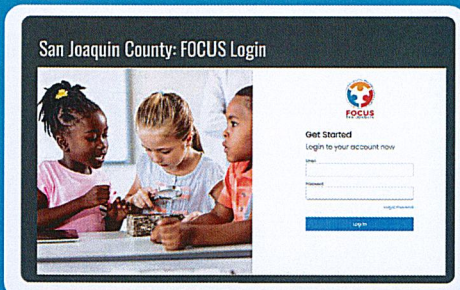 San Joaquin County: FOCUS Login
FOCUS
Get Started
Login to your account now
Email
Password
Log In